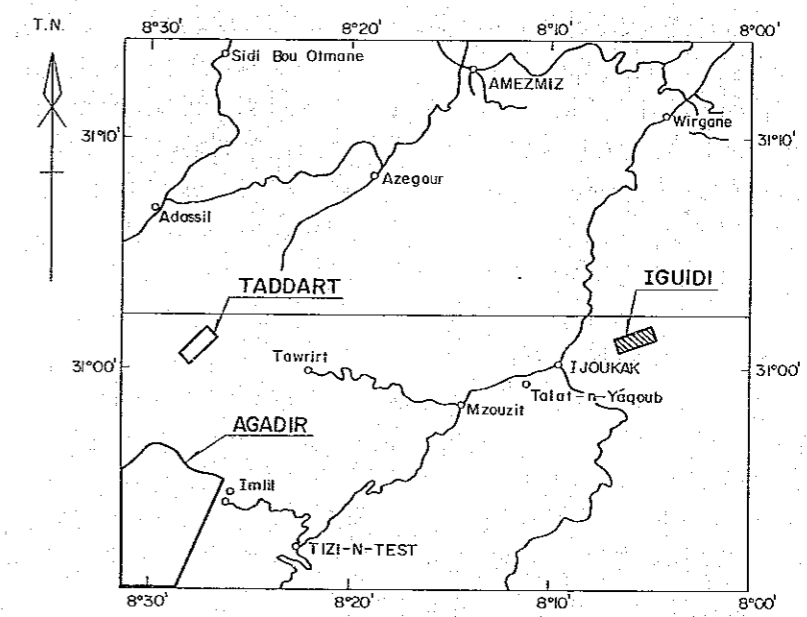 T.N.
8°30'
8°20'
8°10'
8°00'
Sidi Bou Otmane
AMEZMIZ
Wirgane
31°10'
31°10'
Azegour
Adassil
TADDART
IGUIDI
Tawrirt
31°00'
IJOUKAK
31°00'
Talat-n-Yáqoub
Mzouzit
AGADIR
Imlil
TIZI-N-TEST
8°30'
8°20'
8°10'
8°00'